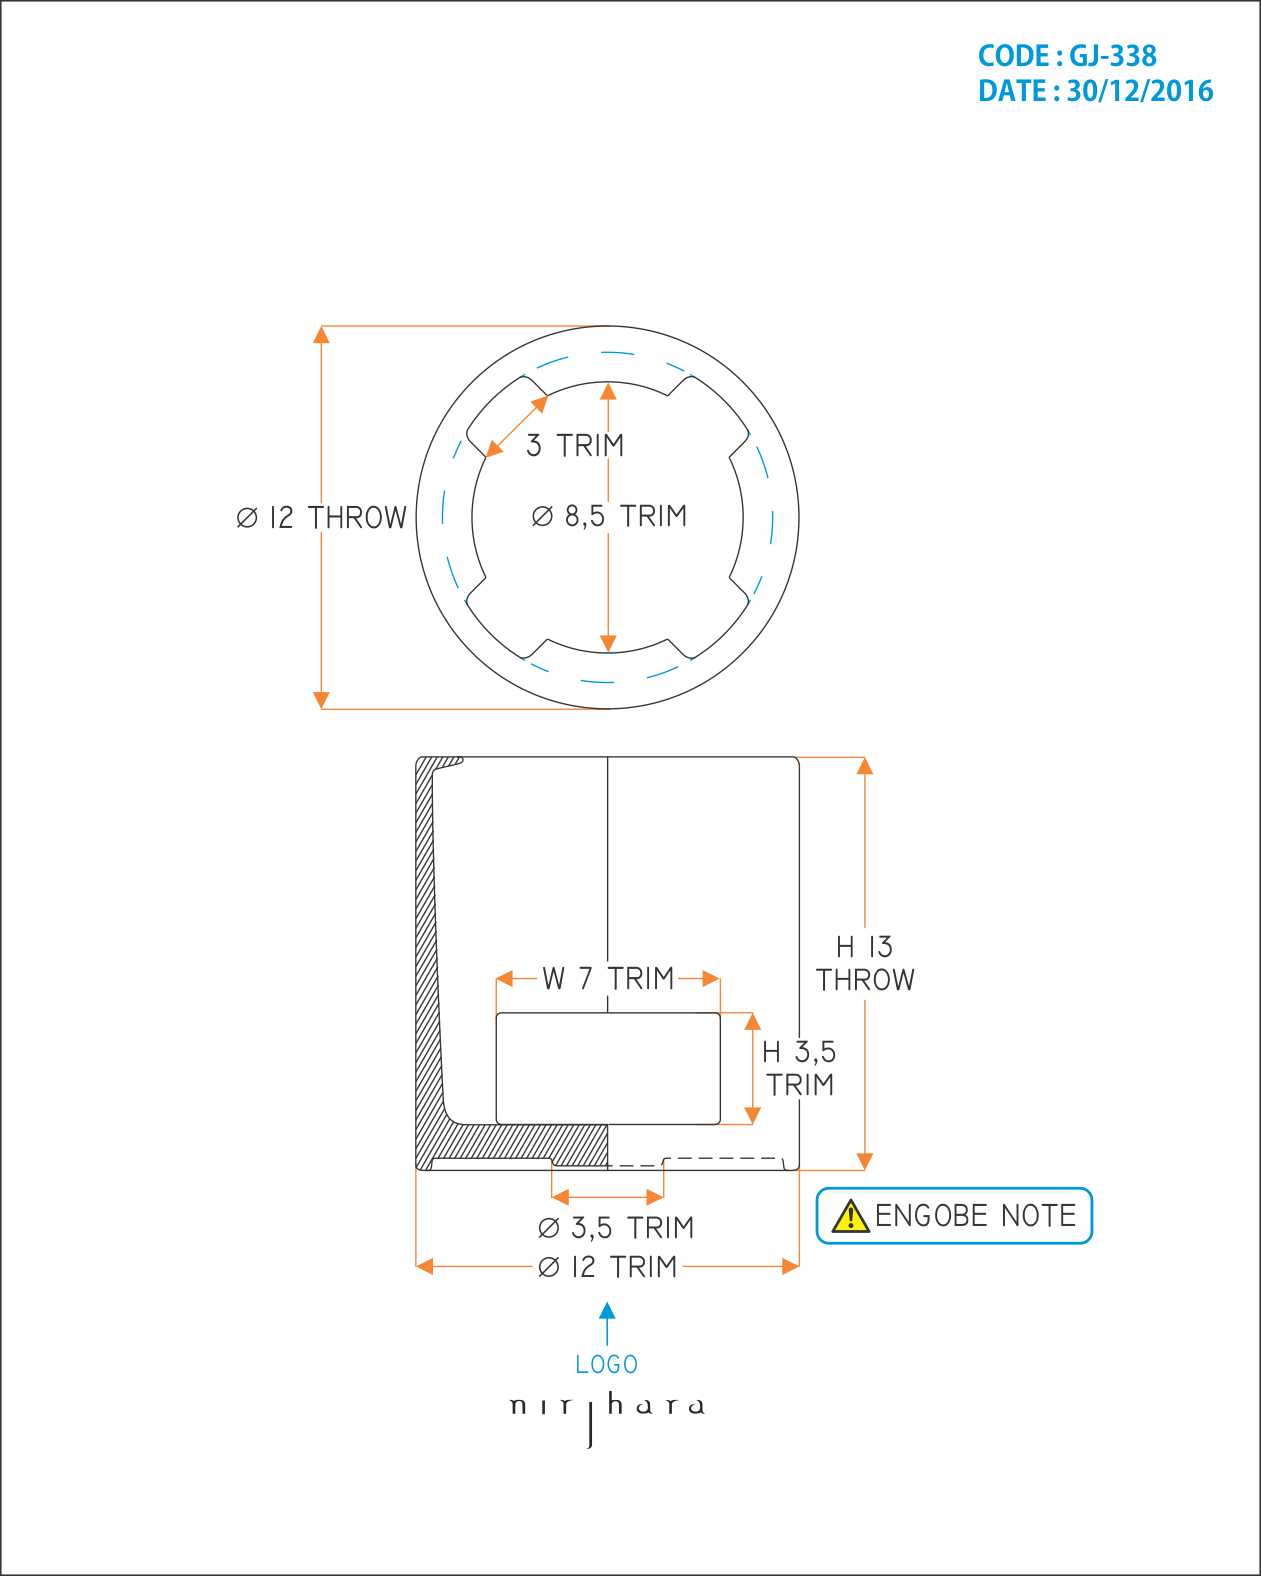 CODE : GJ-338
DATE : 30/12/2016
3 TRIM
Ø 12 THROW
Ø 8,5 TRIM
H 13
THROW
W 7 TRIM
H 3,5
TRIM
ENGOBE NOTE
Ø 3,5 TRIM
Ø 12 TRIM
LOGO
nirjhara